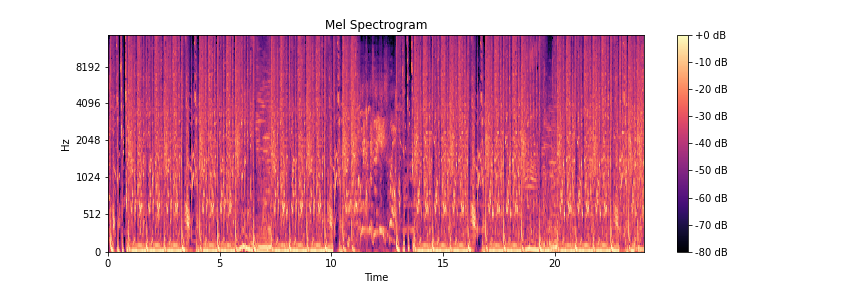 Mel Spectrogram
+0 dB
8192
-10 dB
4096
-20 dB
-30 dB
2048
Hz
-40 dB
1024
-50 dB
512
-60 dB
-70 dB
0
-80 dB
0 5 10 15 20
Time